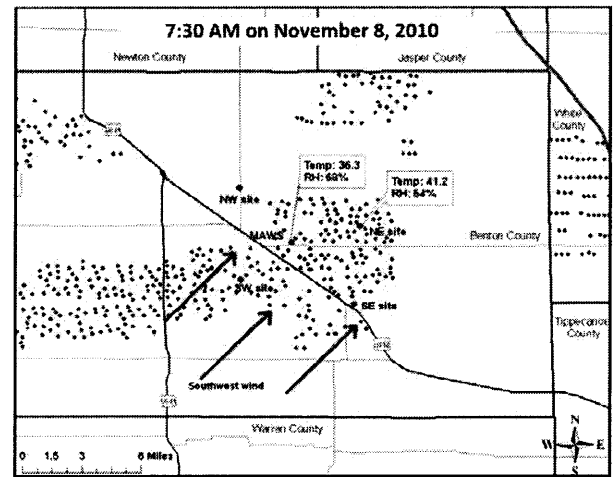 7:30 AM on November 8, 2010
Newton County
Jasper County
White
County
Temp: 36.3
RH: 68%
Temp: 41.2
RH: 54%
NW site
MAWS
NE site
Benton County
SW site
SE site
Tippecanoe
County
Southwest wind
Warren County
N
W
E
S
0 1.5 3 6 Miles